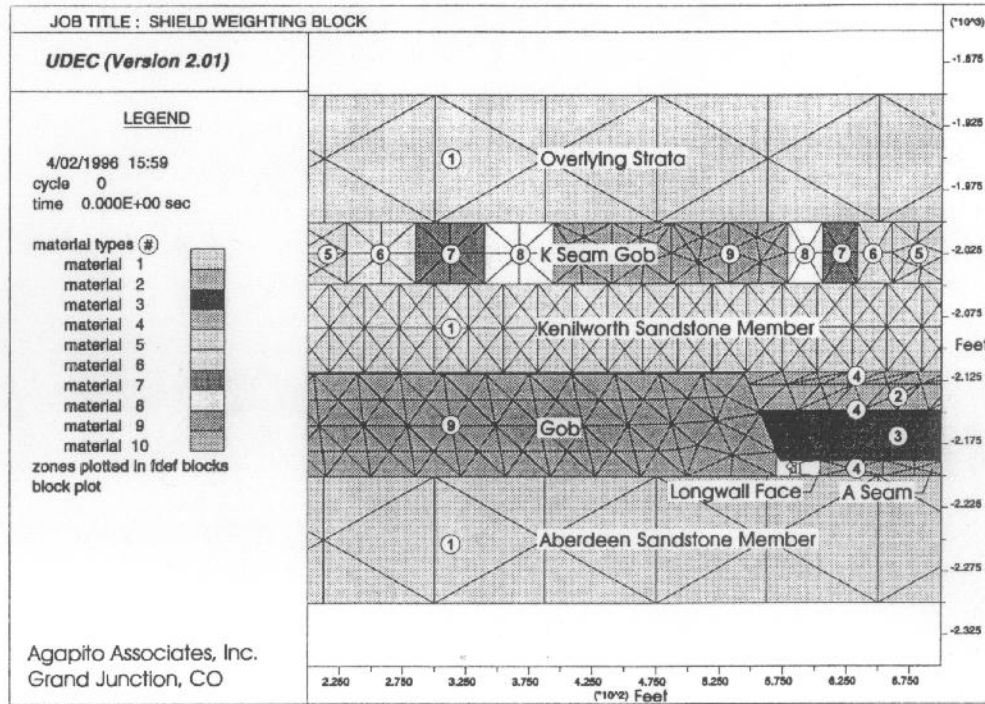 JOB TITLE : SHIELD WEIGHTING BLOCK
(*10^3)
UDEC (Version 2.01)
LEGEND
4/02/1996 15:59
cycle 0
time 0.000E+00 sec
material types (#)
material 1
material 2
material 3
material 4
material 5
material 6
material 7
material 8
material 9
material 10
zones plotted in fdef blocks
block plot
Agapito Associates, Inc.
Grand Junction, CO
1 Overlying Strata
5 6 7 8 K Seam Gob 9 8 7 6 5
1 Kenilworth Sandstone Member
4
2
4
9 Gob
3
4
Longwall Face A Seam
1 Aberdeen Sandstone Member
-1.875
-1.925
-1.975
-2.025
-2.075
Feet
-2.125
-2.175
-2.225
-2.275
-2.325
2.250 2.750 3.250 3.750 4.250 4.750 5.250 5.750 6.250 6.750
(*10^2) Feet